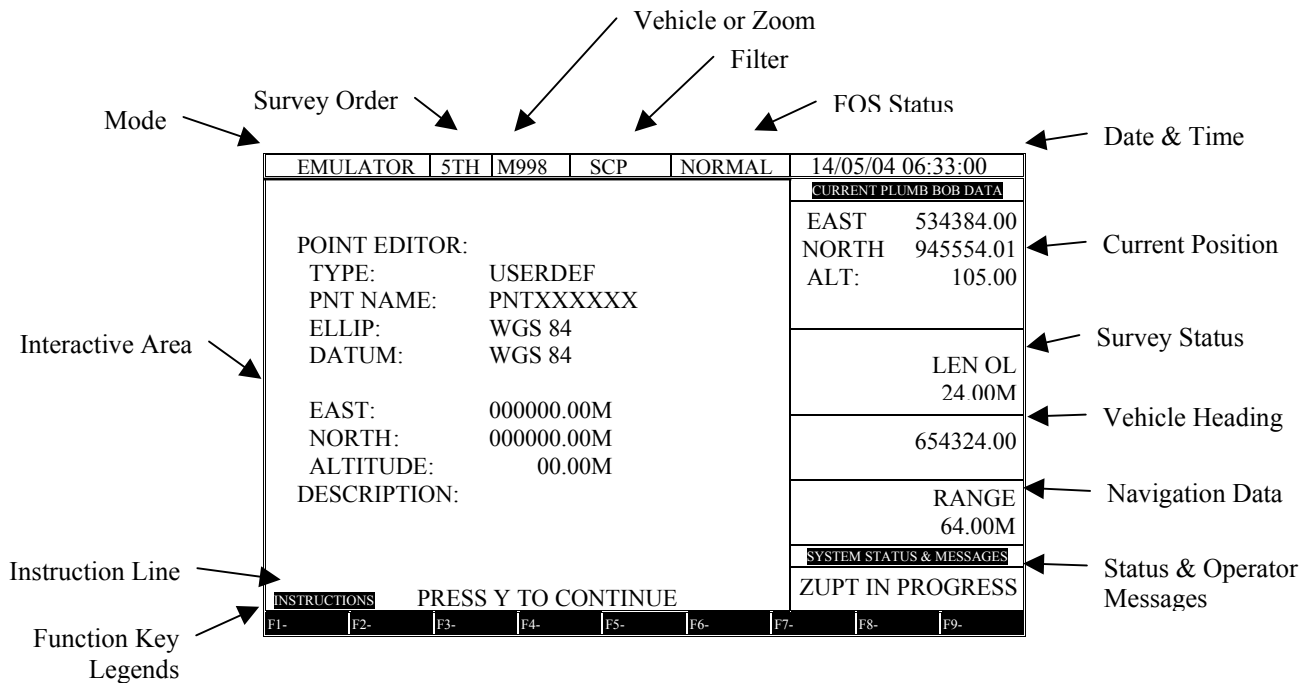 Vehicle or Zoom
Filter
Survey Order
FOS Status
Mode
Date & Time
EMULATOR 5TH M998 SCP NORMAL 14/05/04 06:33:00
CURRENT PLUMB BOB DATA
EAST 534384.00
NORTH 945554.01
ALT: 105.00
Current Position
POINT EDITOR:
TYPE: USERDEF
PNT NAME: PNTXXXXXX
ELLIP: WGS 84
DATUM: WGS 84
Interactive Area
Survey Status
LEN OL
24.00M
EAST: 000000.00M
NORTH: 000000.00M
ALTITUDE: 00.00M
DESCRIPTION:
Vehicle Heading
654324.00
Navigation Data
RANGE
64.00M
SYSTEM STATUS & MESSAGES
ZUPT IN PROGRESS
Status & Operator
Messages
Instruction Line
INSTRUCTIONS PRESS Y TO CONTINUE
F1- F2- F3- F4- F5- F6- F7- F8- F9-
Function Key
Legends